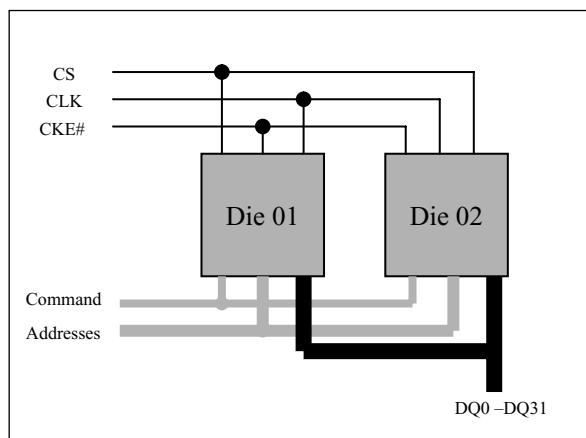 CS
CLK
CKE#
Die 01
Die 02
Command
Addresses
DQ0 –DQ31